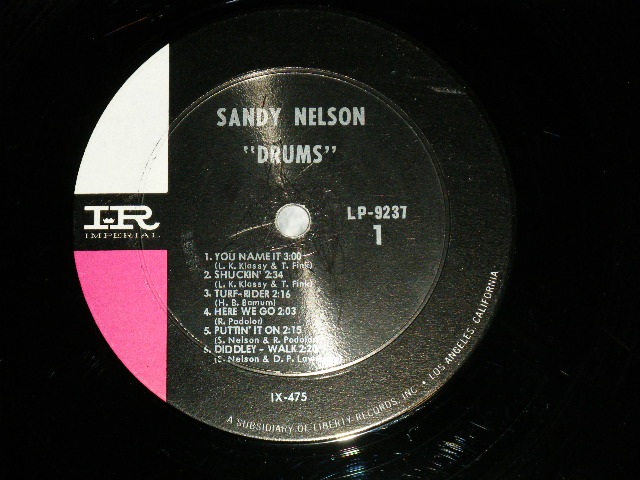 SANDY NELSON
"DRUMS"
LP-9237
1
IR
IMPERIAL
1. YOU NAME IT 3:00
(L. K. Klassy & T. Fink)
2. SHUCKIN' 2:34
(L. K. Klassy & T. Fink)
3. TURF-RIDER 2:16
(H. B. Barnum)
4. HERE WE GO 2:03
(R. Podolor)
5. PUTTIN' IT ON 2:15
(S. Nelson & R. Podolor)
6. DIDDLEY - WALK
Nelson & D. P.
IX-475
A SUBSIDIARY OF LIBERTY RECORDS, INC. • LOS ANGELES, CALIFORNIA